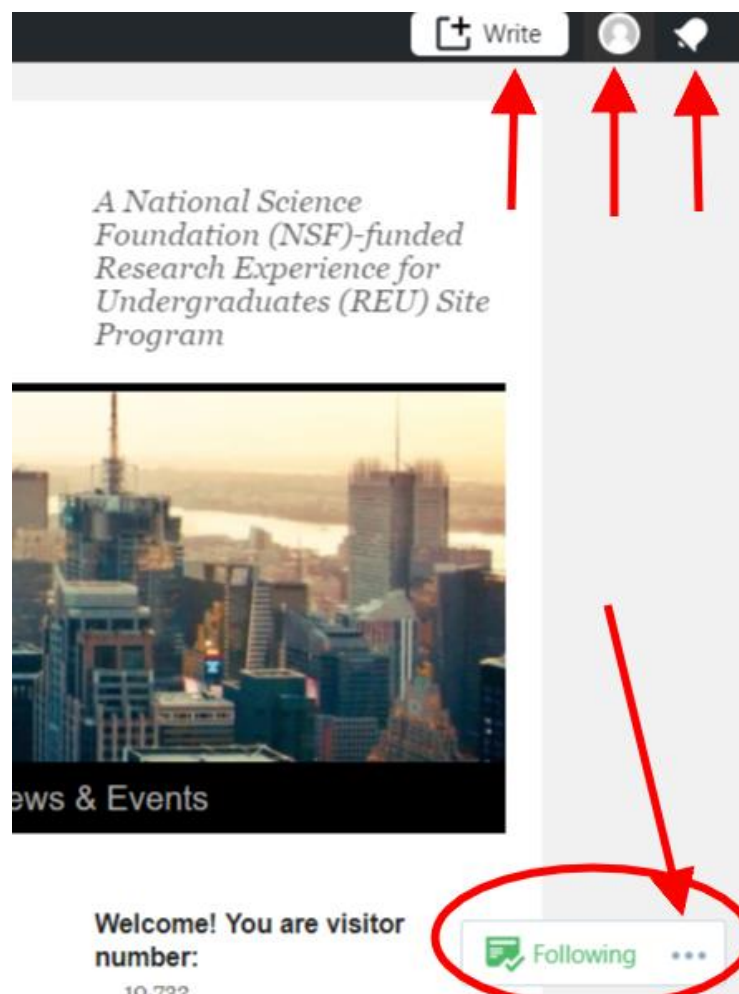 Write
A National Science
Foundation (NSF)-funded
Research Experience for
Undergraduates (REU) Site
Program
ews & Events
Welcome! You are visitor
number:
Following